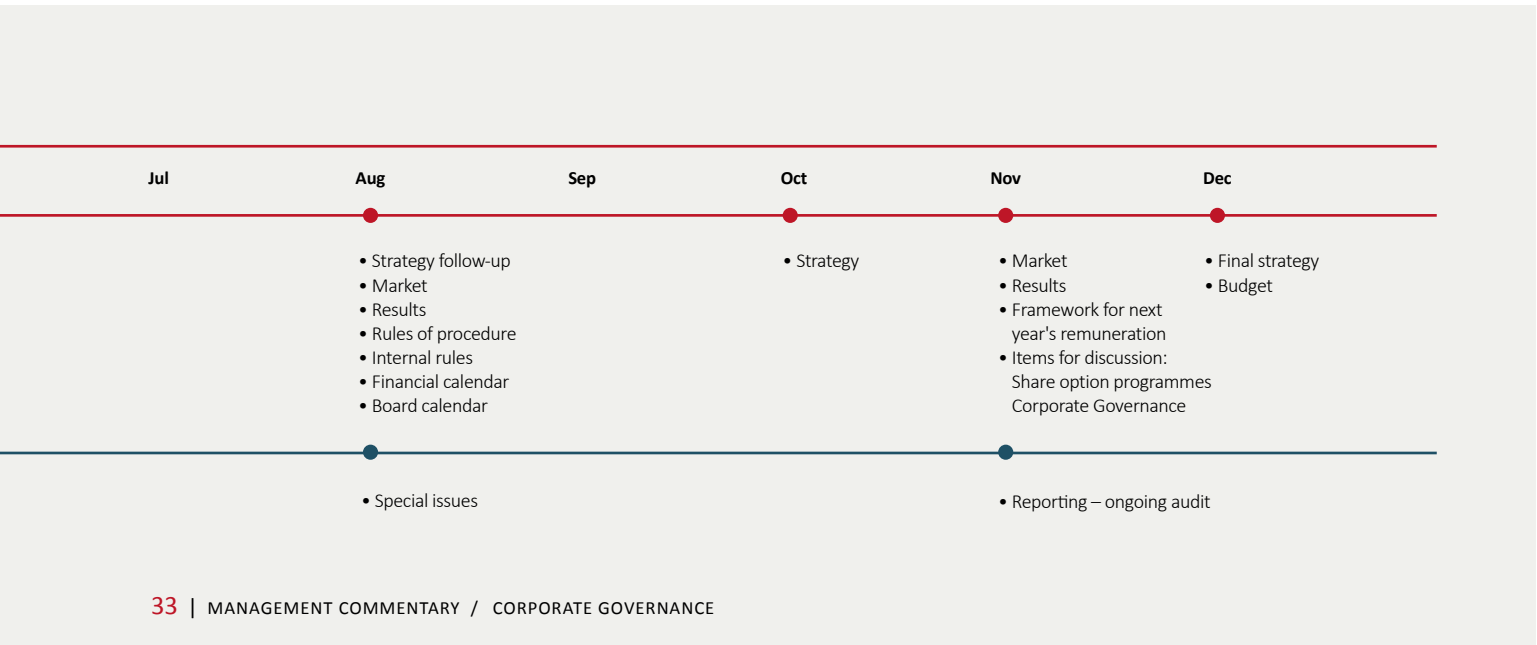 Jul Aug Sep Oct Nov Dec
• Strategy follow-up
• Market
• Results
• Rules of procedure
• Internal rules
• Financial calendar
• Board calendar
• Strategy
• Market
• Results
• Framework for next
year's remuneration
• Items for discussion:
Share option programmes
Corporate Governance
• Final strategy
• Budget
• Special issues
• Reporting – ongoing audit
33 | MANAGEMENT COMMENTARY / CORPORATE GOVERNANCE